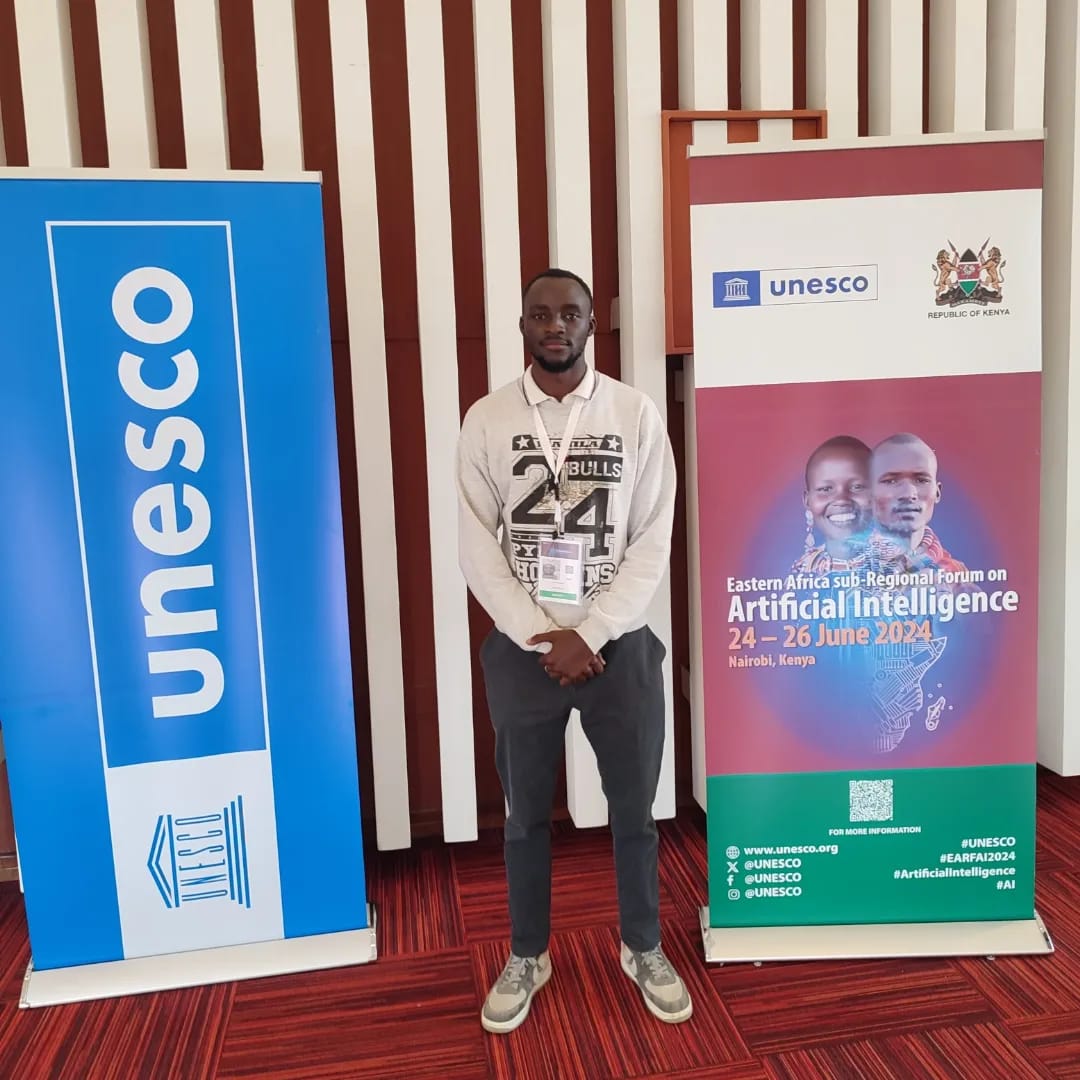 unesco
UNESCO
unesco
REPUBLIC OF KENYA
Eastern Africa sub-Regional Forum on
Artificial Intelligence
24 – 26 June 2024
Nairobi, Kenya
FOR MORE INFORMATION
www.unesco.org
@UNESCO
@UNESCO
@UNESCO
#UNESCO
#EARFAI2024
#ArtificialIntelligence
#AI
BULLS
24